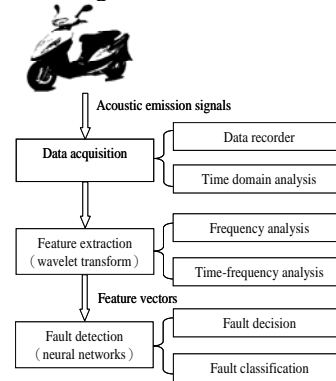 Acoustic emission signals
Data acquisition
Data recorder
Time domain analysis
Feature extraction
（wavelet transform）
Frequency analysis
Time-frequency analysis
Feature vectors
Fault detection
（neural networks）
Fault decision
Fault classification